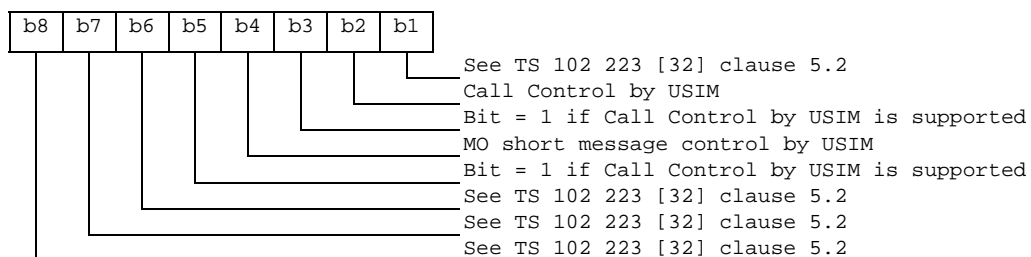 b8 b7 b6 b5 b4 b3 b2 b1
See TS 102 223 [32] clause 5.2
Call Control by USIM
Bit = 1 if Call Control by USIM is supported
MO short message control by USIM
Bit = 1 if Call Control by USIM is supported
See TS 102 223 [32] clause 5.2
See TS 102 223 [32] clause 5.2
See TS 102 223 [32] clause 5.2